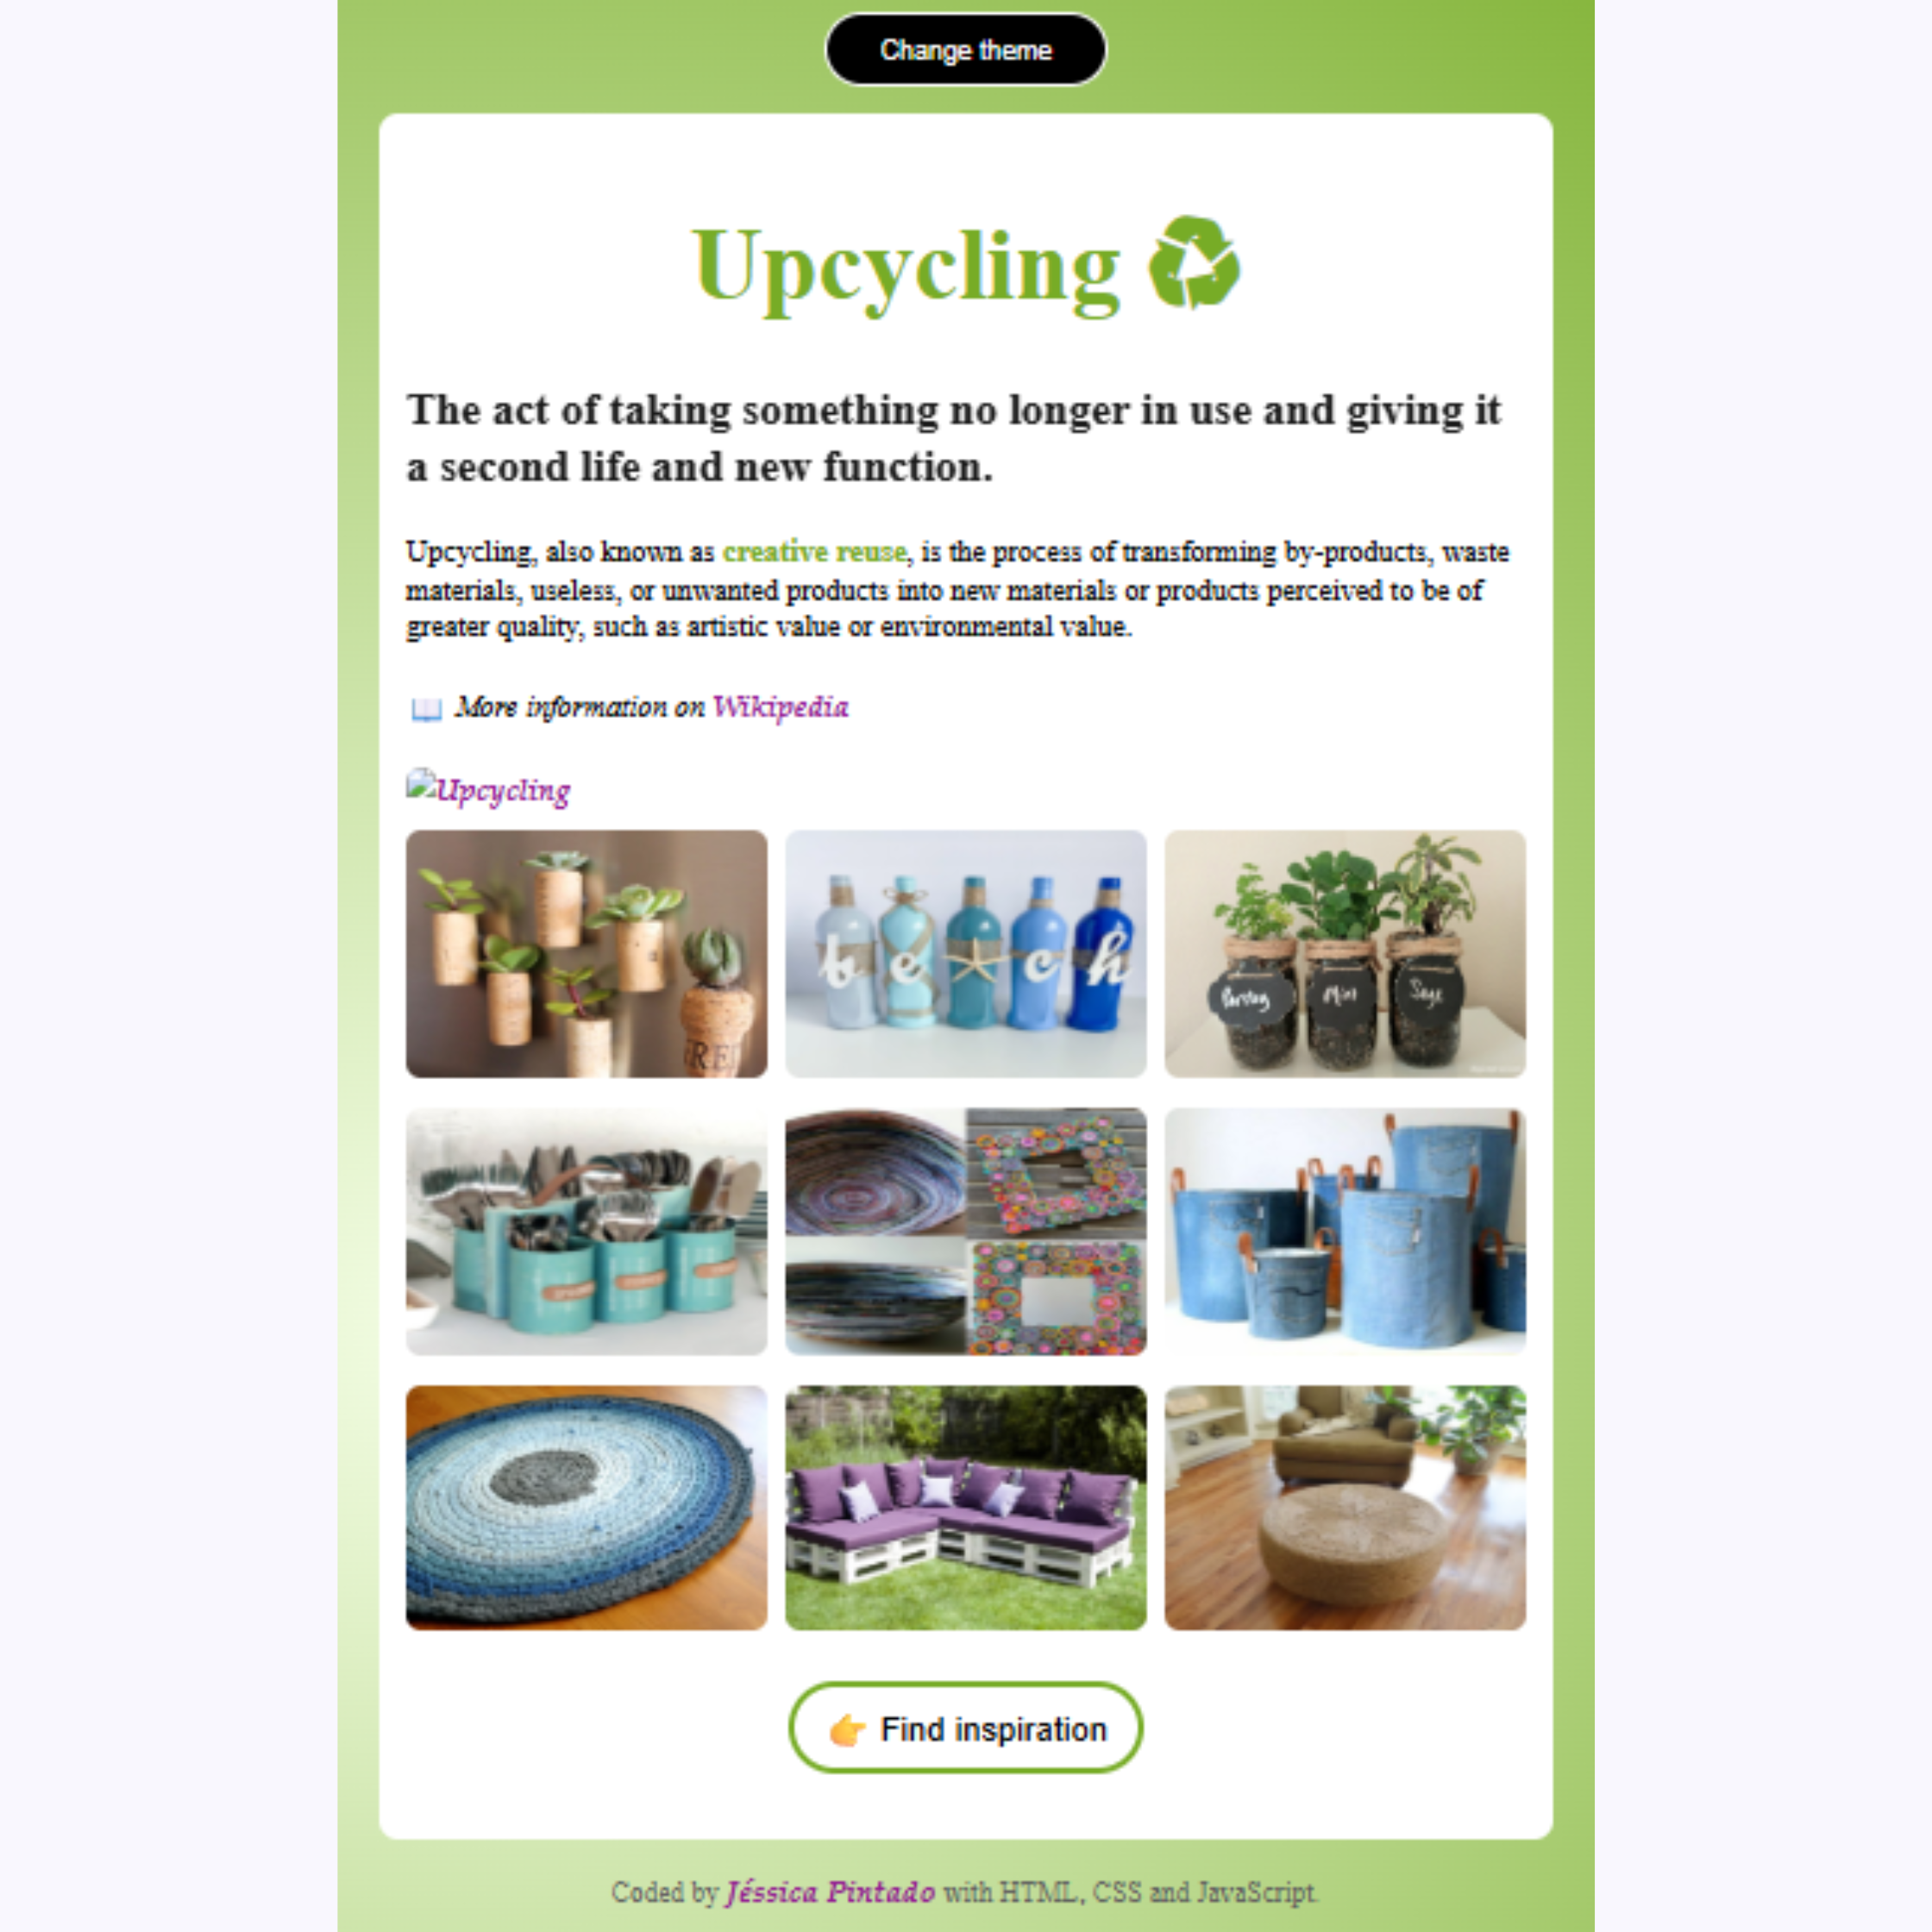 Change theme
Upcycling ♻
The act of taking something no longer in use and giving it
a second life and new function.
Upcycling, also known as creative reuse, is the process of transforming by-products, waste
materials, useless, or unwanted products into new materials or products perceived to be of
greater quality, such as artistic value or environmental value.
📖 More information on Wikipedia
Upcycling
be ch
Parsley Mint Sage
👉 Find inspiration
Coded by Jéssica Pintado with HTML, CSS and JavaScript.